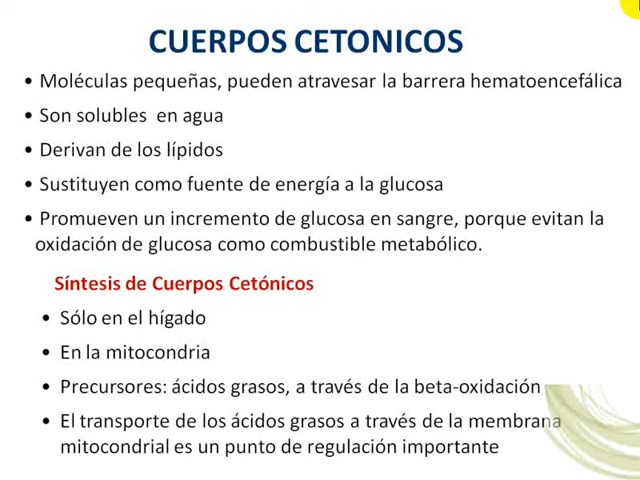 CUERPOS CETONICOS
• Moléculas pequeñas, pueden atravesar la barrera hematoencefálica
• Son solubles en agua
• Derivan de los lípidos
• Sustituyen como fuente de energía a la glucosa
• Promueven un incremento de glucosa en sangre, porque evitan la
oxidación de glucosa como combustible metabólico.
Síntesis de Cuerpos Cetónicos
• Sólo en el hígado
• En la mitocondria
• Precursores: ácidos grasos, a través de la beta-oxidación
• El transporte de los ácidos grasos a través de la membrana
mitocondrial es un punto de regulación importante